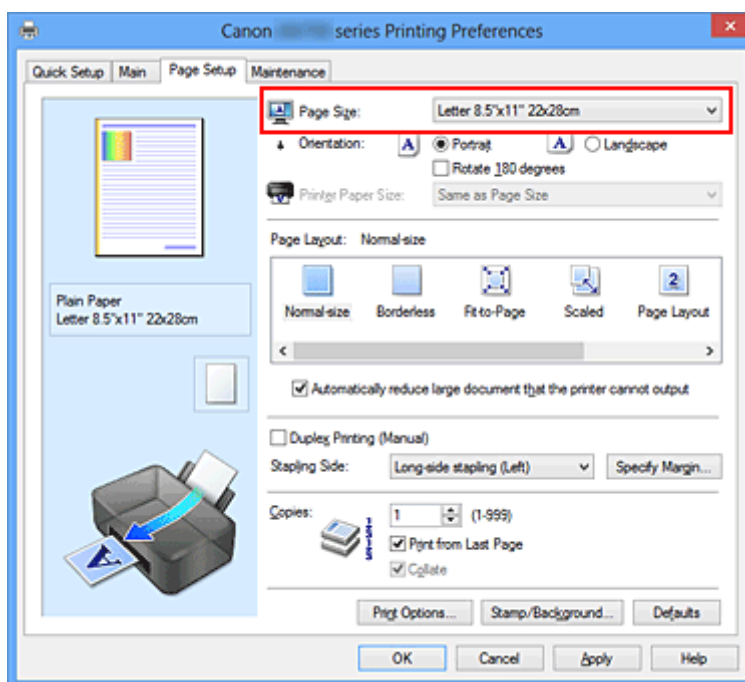 Canon series Printing Preferences
Quick Setup Main Page Setup Maintenance
Page Size: Letter 8.5"x11" 22x28cm
Orientation: A Portrait A Landscape
Rotate 180 degrees
Printer Paper Size: Same as Page Size
Page Layout: Normal-size
2
Normal-size Borderless Fit-to-Page Scaled Page Layout
Plain Paper
Letter 8.5"x11" 22x28cm
Automatically reduce large document that the printer cannot output
Duplex Printing (Manual)
Stapling Side: Long-side stapling (Left) Specify Margin...
Copies: 1 (1-999)
Print from Last Page
Collate
A
Print Options... Stamp/Background... Defaults
OK Cancel Apply Help